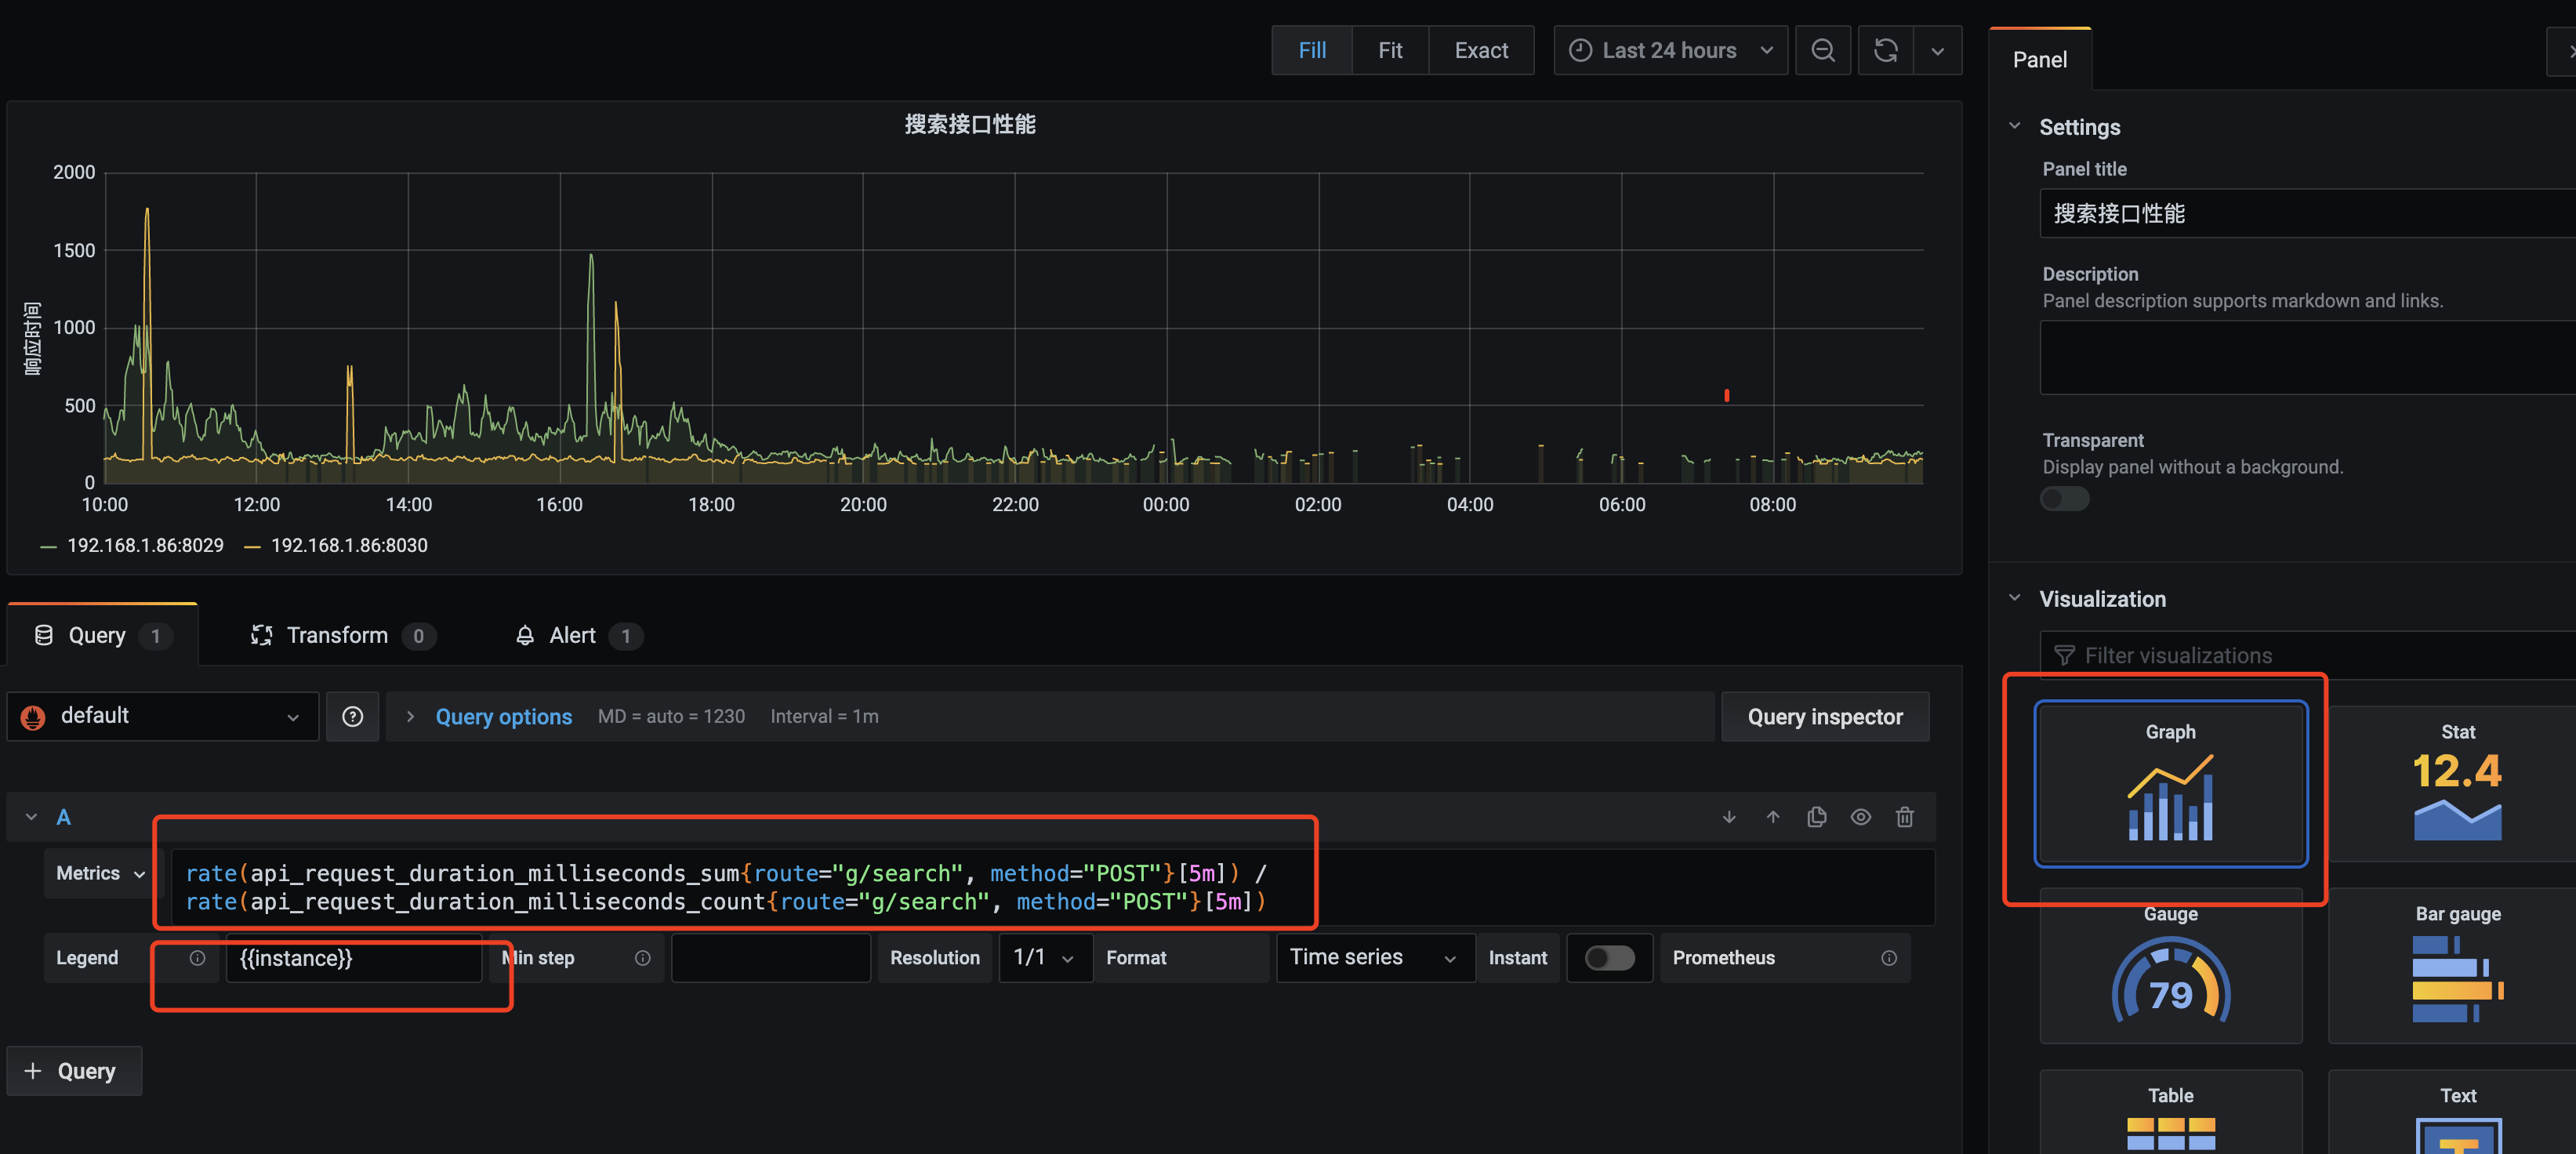 Fill Fit Exact Last 24 hours
Panel
搜索接口性能
2000
1500
1000
500
0
响应时间
10:00 12:00 14:00 16:00 18:00 20:00 22:00 00:00 02:00 04:00 06:00 08:00
192.168.1.86:8029 192.168.1.86:8030
Settings
Panel title
搜索接口性能
Description
Panel description supports markdown and links.
Transparent
Display panel without a background.
Visualization
Filter visualizations
Graph
Stat
12.4
Gauge
79
Bar gauge
Table
Text
Query 1 Transform 0 Alert 1
default Query options MD = auto = 1230 Interval = 1m Query inspector
A
Metrics
rate(api_request_duration_milliseconds_sum{route="g/search", method="POST"}[5m]) /
rate(api_request_duration_milliseconds_count{route="g/search", method="POST"}[5m])
Legend {{instance}} Min step Resolution 1/1 Format Time series Instant Prometheus
+ Query